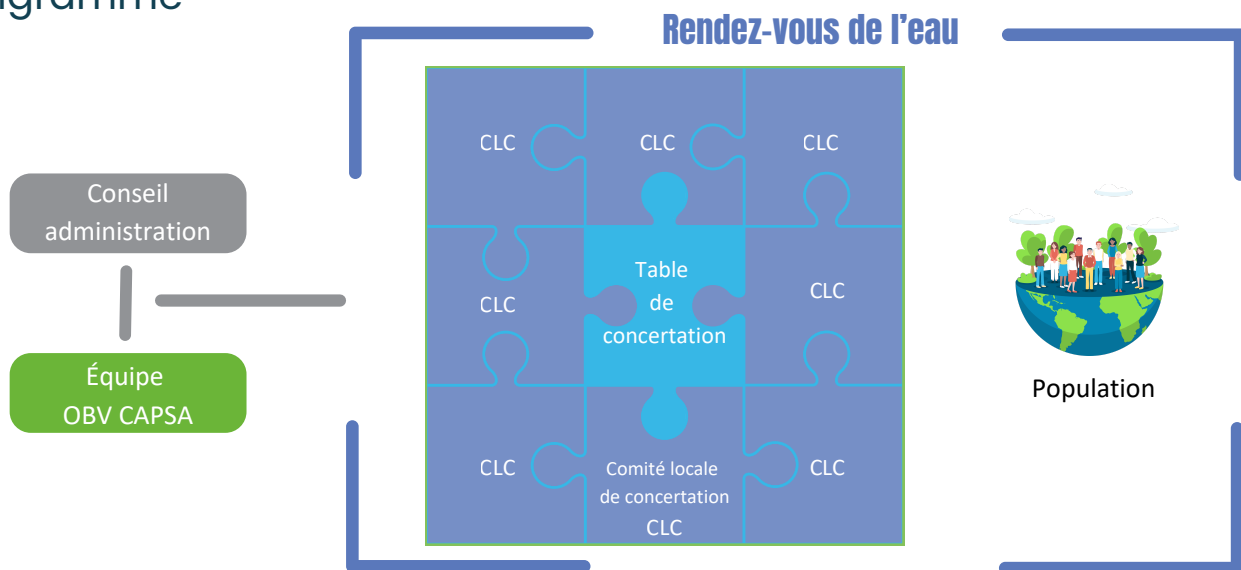 Rendez-vous de l'eau
CLC
CLC
CLC
Conseil
administration
Table
de
concertation
CLC
CLC
Équipe
OBV CAPSA
Population
CLC
Comité locale
de concertation
CLC
CLC